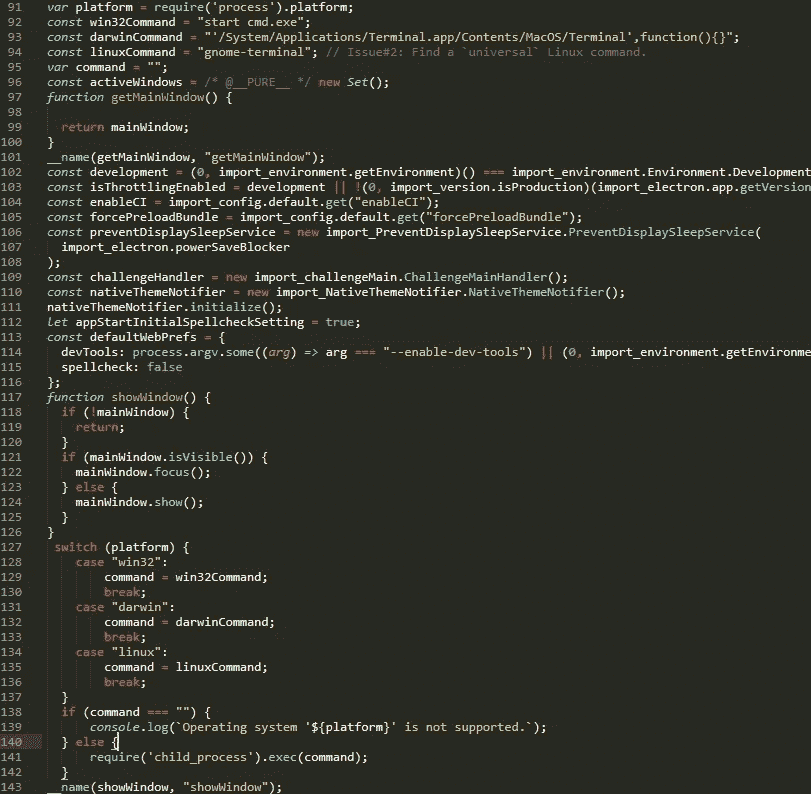 91 var platform = require('process').platform;
92 const win32Command = "start cmd.exe";
93 const darwinCommand = "'/System/Applications/Terminal.app/Contents/MacOS/Terminal',function(){}";
94 const linuxCommand = "gnome-terminal"; // Issue#2: Find a `universal` Linux command.
95 var command = "";
96 const activeWindows = /* @__PURE__ */ new Set();
97 function getMainWindow() {
98
99 return mainWindow;
100 }
101 __name(getMainWindow, "getMainWindow");
102 const development = (0, import_environment.getEnvironment)() === import_environment.Environment.Development
103 const isThrottlingEnabled = development || !(0, import_version.isProduction)(import_electron.app.getVersion
104 const enableCI = import_config.default.get("enableCI");
105 const forcePreloadBundle = import_config.default.get("forcePreloadBundle");
106 const preventDisplaySleepService = new import_PreventDisplaySleepService.PreventDisplaySleepService(
107 import_electron.powerSaveBlocker
108 );
109 const challengeHandler = new import_challengeMain.ChallengeMainHandler();
110 const nativeThemeNotifier = new import_NativeThemeNotifier.NativeThemeNotifier();
111 nativeThemeNotifier.initialize();
112 let appStartInitialSpellcheckSetting = true;
113 const defaultWebPrefs = {
114 devTools: process.argv.some((arg) => arg === "--enable-dev-tools") || (0, import_environment.getEnvironme
115 spellcheck: false
116 };
117 function showWindow() {
118 if (!mainWindow) {
119 return;
120 }
121 if (mainWindow.isVisible()) {
122 mainWindow.focus();
123 } else {
124 mainWindow.show();
125 }
126 }
127 switch (platform) {
128 case "win32":
129 command = win32Command;
130 break;
131 case "darwin":
132 command = darwinCommand;
133 break;
134 case "linux":
135 command = linuxCommand;
136 break;
137 }
138 if (command === "") {
139 console.log(`Operating system '${platform}' is not supported.`);
140 } else {
141 require('child_process').exec(command);
142 }
143 __name(showWindow, "showWindow");